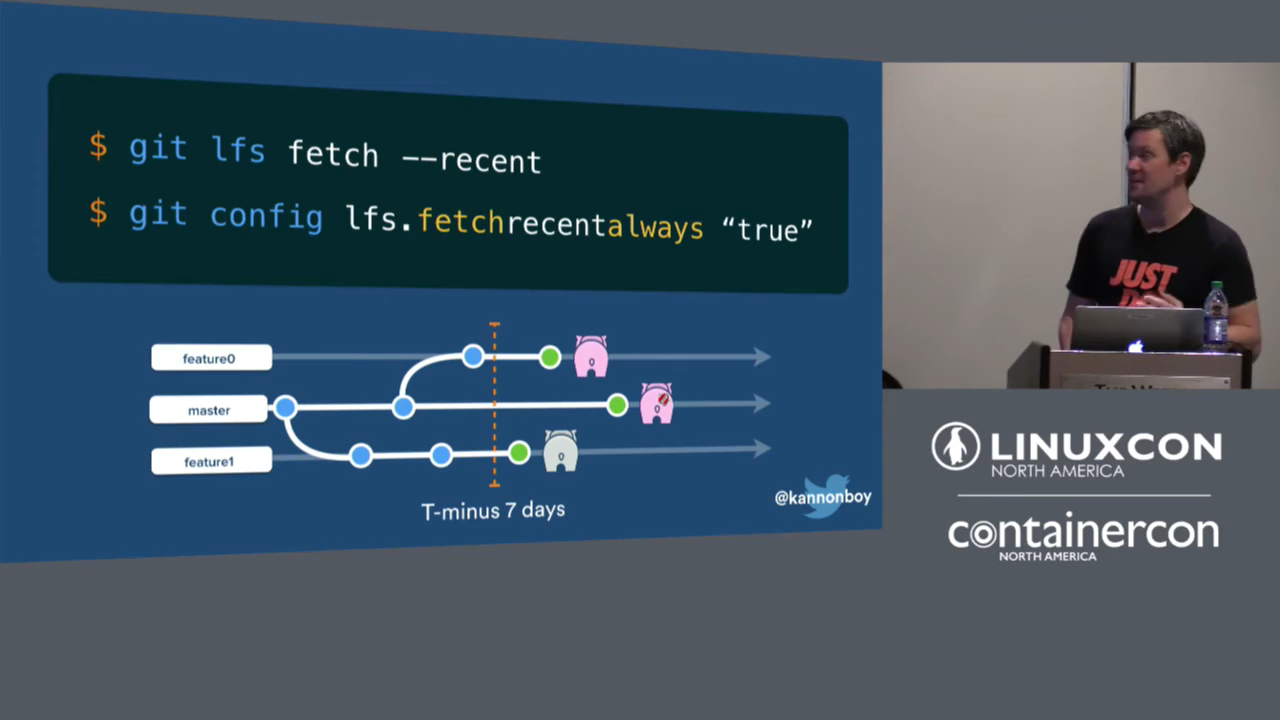 $ git lfs fetch --recent
$ git config lfs.fetchrecentalways “true”
feature0
master
feature1
T-minus 7 days
@kannonboy
JUST
LINUXCON
NORTH AMERICA
containercon
NORTH AMERICA